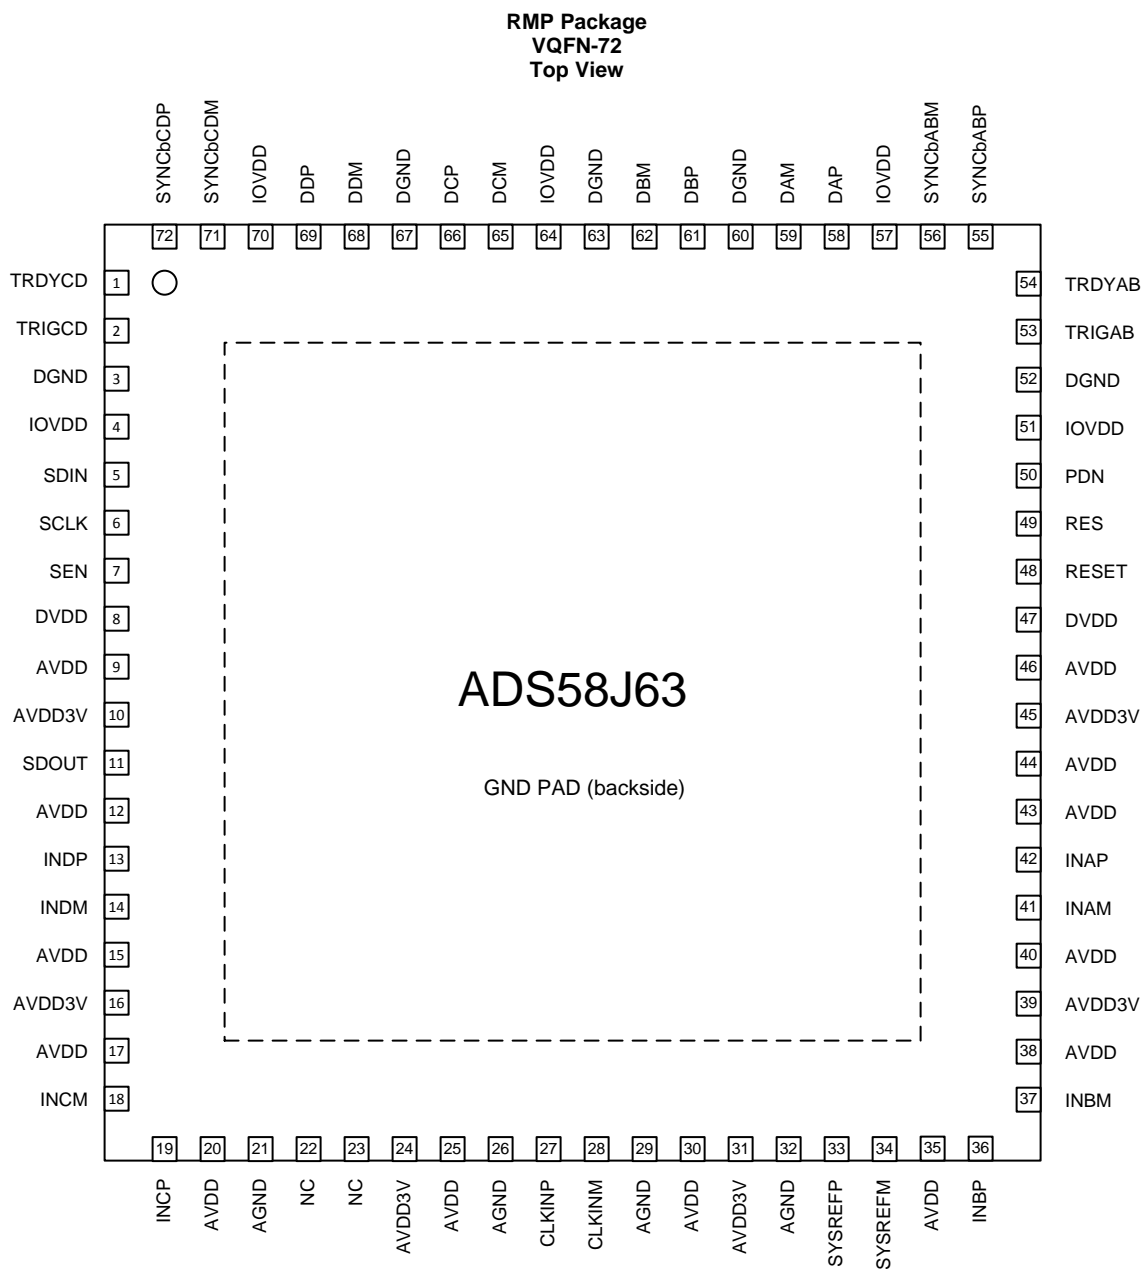 RMP Package
VQFN-72
Top View
SYNCbCDP
SYNCbCDM
IOVDD
DDP
DDM
DGND
DCP
DCM
IOVDD
DGND
DBM
DBP
DGND
DAM
DAP
IOVDD
SYNCbABM
SYNCbABP
72 71 70 69 68 67 66 65 64 63 62 61 60 59 58 57 56 55
TRDYCD 1
TRIGCD 2
DGND 3
IOVDD 4
SDIN 5
SCLK 6
SEN 7
DVDD 8
AVDD 9
AVDD3V 10
SDOUT 11
AVDD 12
INDP 13
INDM 14
AVDD 15
AVDD3V 16
AVDD 17
INCM 18
54 TRDYAB
53 TRIGAB
52 DGND
51 IOVDD
50 PDN
49 RES
48 RESET
47 DVDD
46 AVDD
45 AVDD3V
44 AVDD
43 AVDD
42 INAP
41 INAM
40 AVDD
39 AVDD3V
38 AVDD
37 INBM
ADS58J63
GND PAD (backside)
19 20 21 22 23 24 25 26 27 28 29 30 31 32 33 34 35 36
INCP
AVDD
AGND
NC
NC
AVDD3V
AVDD
AGND
CLKINP
CLKINM
AGND
AVDD
AVDD3V
AGND
SYSREFP
SYSREFM
AVDD
INBP